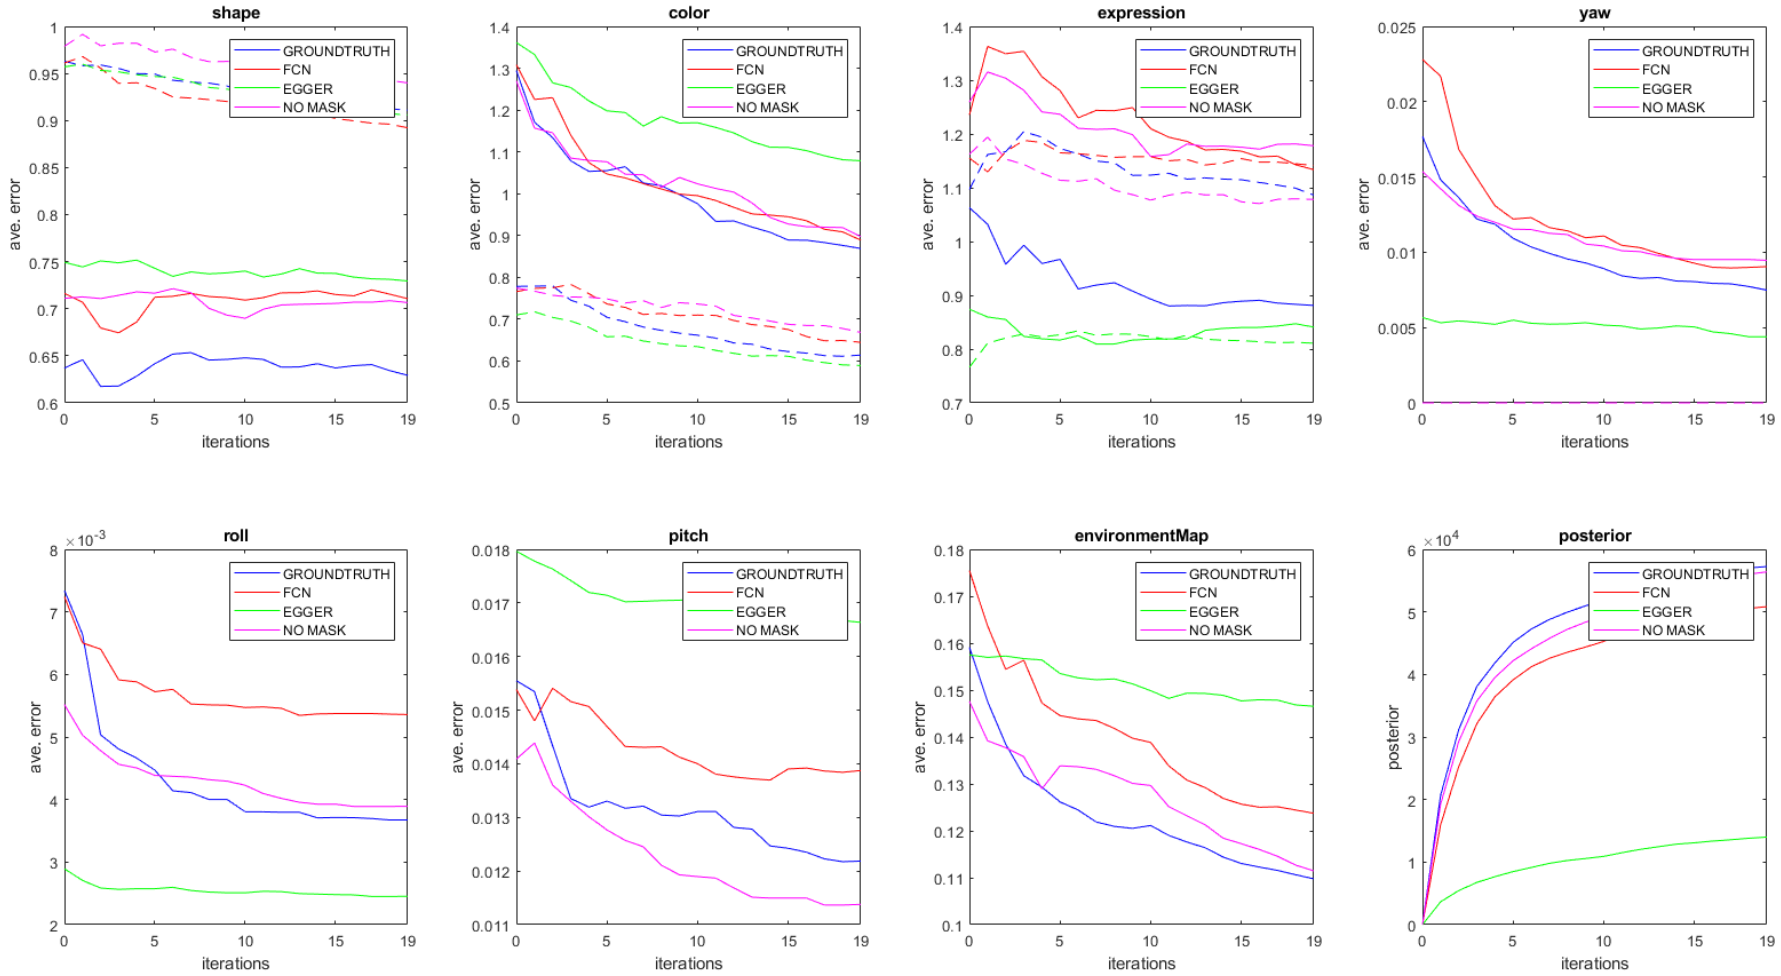 shape
1
0.95
0.9
0.85
0.8
0.75
0.7
0.65
0.6
ave. error
0 5 10 15 19
iterations
GROUNDTRUTH
FCN
EGGER
NO MASK
color
1.4
1.3
1.2
1.1
1
0.9
0.8
0.7
0.6
0.5
ave. error
0 5 10 15 19
iterations
GROUNDTRUTH
FCN
EGGER
NO MASK
expression
1.4
1.3
1.2
1.1
1
0.9
0.8
0.7
ave. error
0 5 10 15 19
iterations
GROUNDTRUTH
FCN
EGGER
NO MASK
yaw
0.025
0.02
0.015
0.01
0.005
0
ave. error
0 5 10 15 19
iterations
GROUNDTRUTH
FCN
EGGER
NO MASK
roll
×10⁻³
8
7
6
5
4
3
2
ave. error
0 5 10 15 19
iterations
GROUNDTRUTH
FCN
EGGER
NO MASK
pitch
0.018
0.017
0.016
0.015
0.014
0.013
0.012
0.011
ave. error
0 5 10 15 19
iterations
GROUNDTRUTH
FCN
EGGER
NO MASK
environmentMap
0.18
0.17
0.16
0.15
0.14
0.13
0.12
0.11
0.1
ave. error
0 5 10 15 19
iterations
GROUNDTRUTH
FCN
EGGER
NO MASK
posterior
×10⁴
6
5
4
3
2
1
0
posterior
0 5 10 15 19
iterations
GROUNDTRUTH
FCN
EGGER
NO MASK